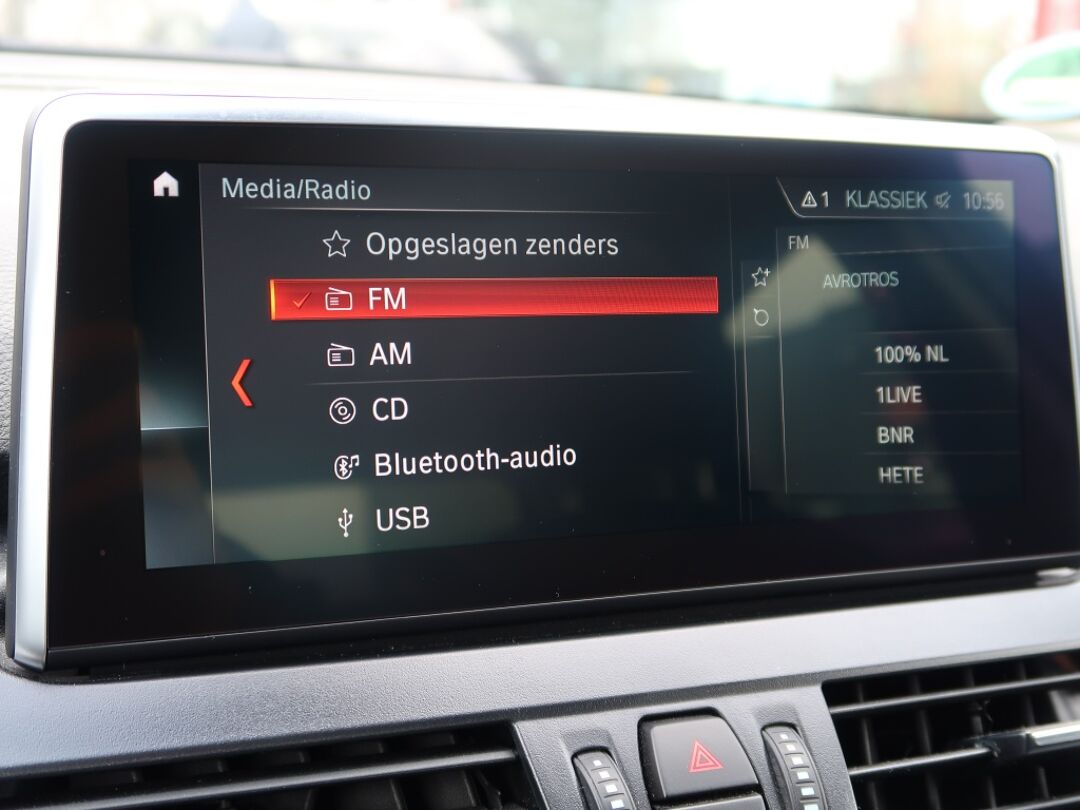 Media/Radio
Opgeslagen zenders
FM
AM
CD
Bluetooth-audio
USB
1 KLASSIEK 10:56
FM
AVROTROS
100% NL
1LIVE
BNR
HETE